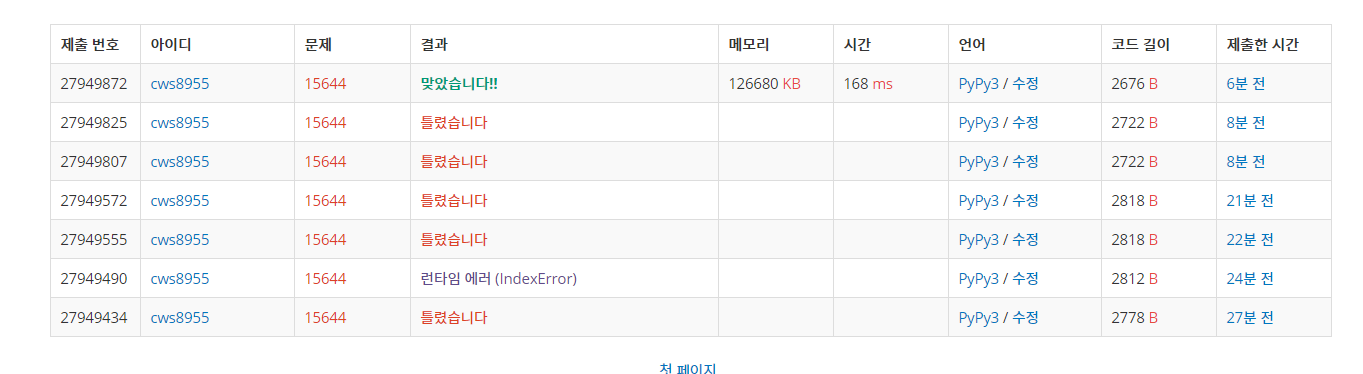 제출 번호 아이디 문제 결과 메모리 시간 언어 코드 길이 제출한 시간
27949872 cws8955 15644 맞았습니다!! 126680 KB 168 ms PyPy3 / 수정 2676 B 6분 전
27949825 cws8955 15644 틀렸습니다 PyPy3 / 수정 2722 B 8분 전
27949807 cws8955 15644 틀렸습니다 PyPy3 / 수정 2722 B 8분 전
27949572 cws8955 15644 틀렸습니다 PyPy3 / 수정 2818 B 21분 전
27949555 cws8955 15644 틀렸습니다 PyPy3 / 수정 2818 B 22분 전
27949490 cws8955 15644 런타임 에러 (IndexError) PyPy3 / 수정 2812 B 24분 전
27949434 cws8955 15644 틀렸습니다 PyPy3 / 수정 2778 B 27분 전
첫 페이지